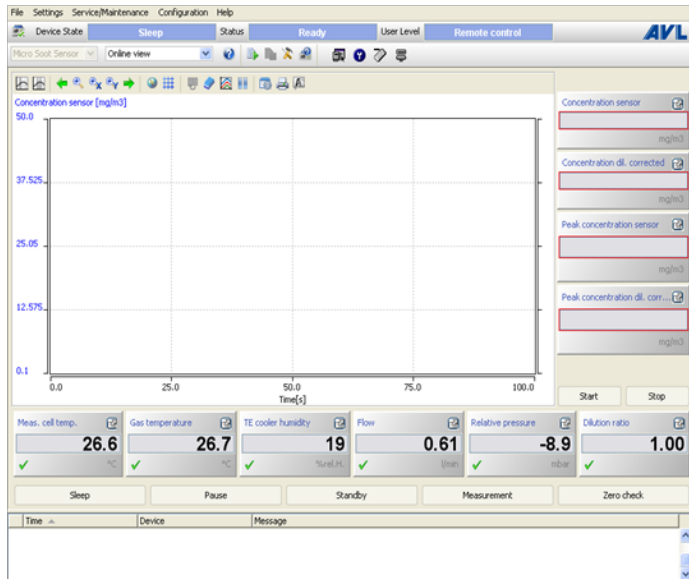 File Settings Service/Maintenance Configuration Help
Device State Sleep Status Ready User Level Remote control AVL
Micro Soot Sensor Online view
Concentration sensor [mg/m3]
50.0
37.525
25.05
12.575
0.1
0.0 25.0 50.0 75.0 100.0
Time[s]
Concentration sensor
mg/m3
Concentration dil. corrected
mg/m3
Peak concentration sensor
mg/m3
Peak concentration dil. corr....
mg/m3
Start Stop
Meas. cell temp. Gas temperature TE cooler humidity Flow Relative pressure Dilution ratio
26.6 26.7 19 0.61 -8.9 1.00
°C °C %rel.H. l/min mbar
Sleep Pause Standby Measurement Zero check
Time Device Message